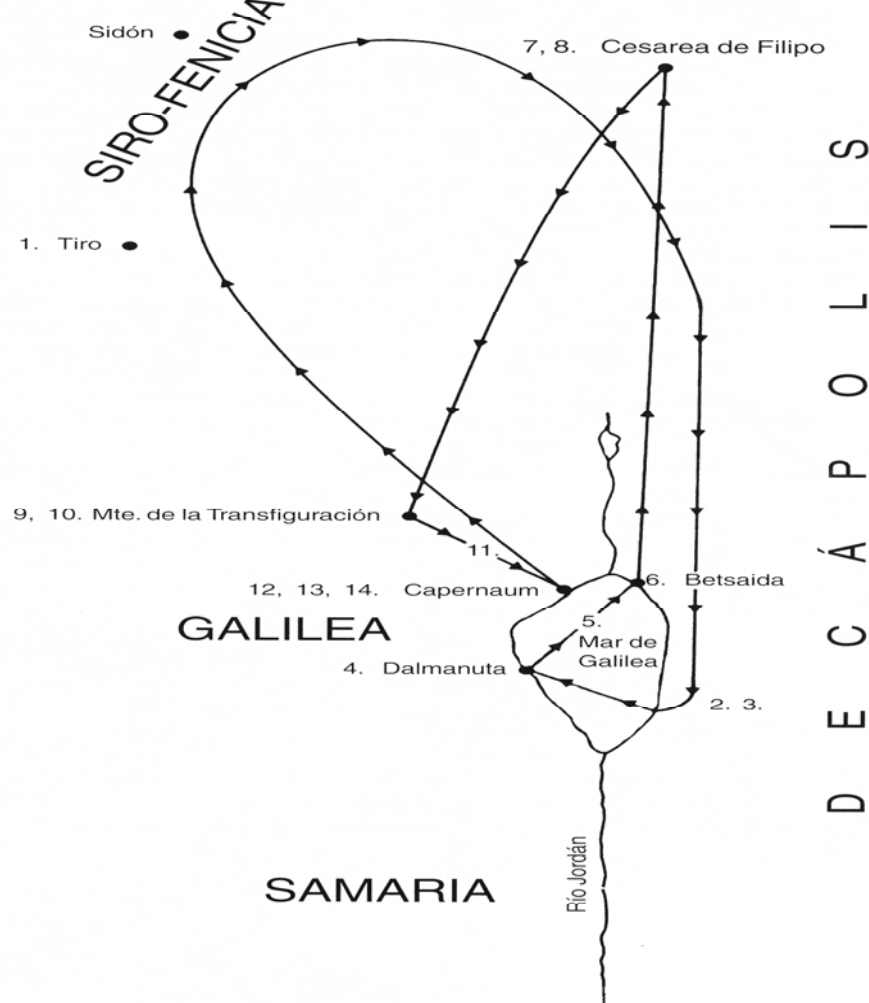 Sidón
SIRO-FENICIA
7, 8. Cesarea de Filipo
1. Tiro
DECÁPOLIS
9, 10. Mte. de la Transfiguración
11.
12, 13, 14. Capernaum
6. Betsaida
GALILEA
5.
Mar de
Galilea
4. Dalmanuta
2. 3.
Río Jordán
SAMARIA